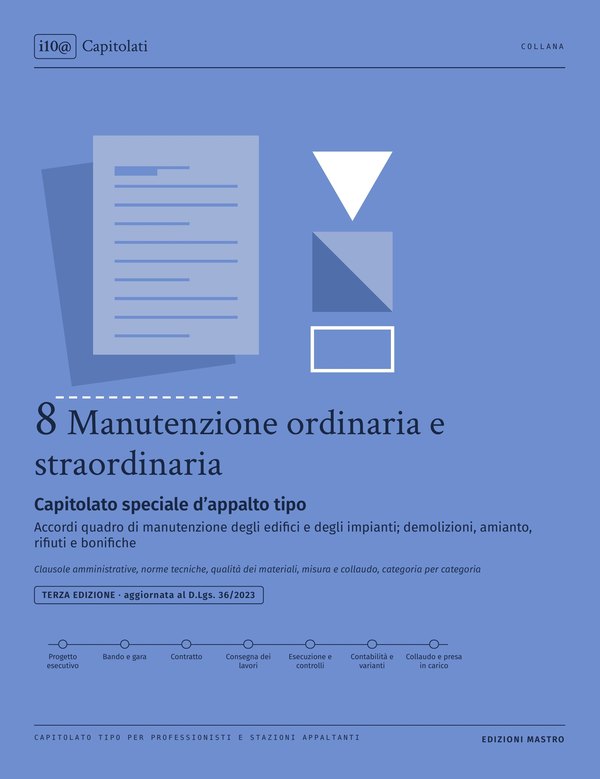 i10@ Capitolati
COLLANA
8 Manutenzione ordinaria e
straordinaria
Capitolato speciale d’appalto tipo
Accordi quadro di manutenzione degli edifici e degli impianti; demolizioni, amianto,
rifiuti e bonifiche
Clausole amministrative, norme tecniche, qualità dei materiali, misura e collaudo, categoria per categoria
TERZA EDIZIONE · aggiornata al D.Lgs. 36/2023
Progetto
esecutivo
Bando e gara
Contratto
Consegna dei
lavori
Esecuzione e
controlli
Contabilità e
varianti
Collaudo e presa
in carico
CAPITOLATO TIPO PER PROFESSIONISTI E STAZIONI APPALTANTI
EDIZIONI MASTRO